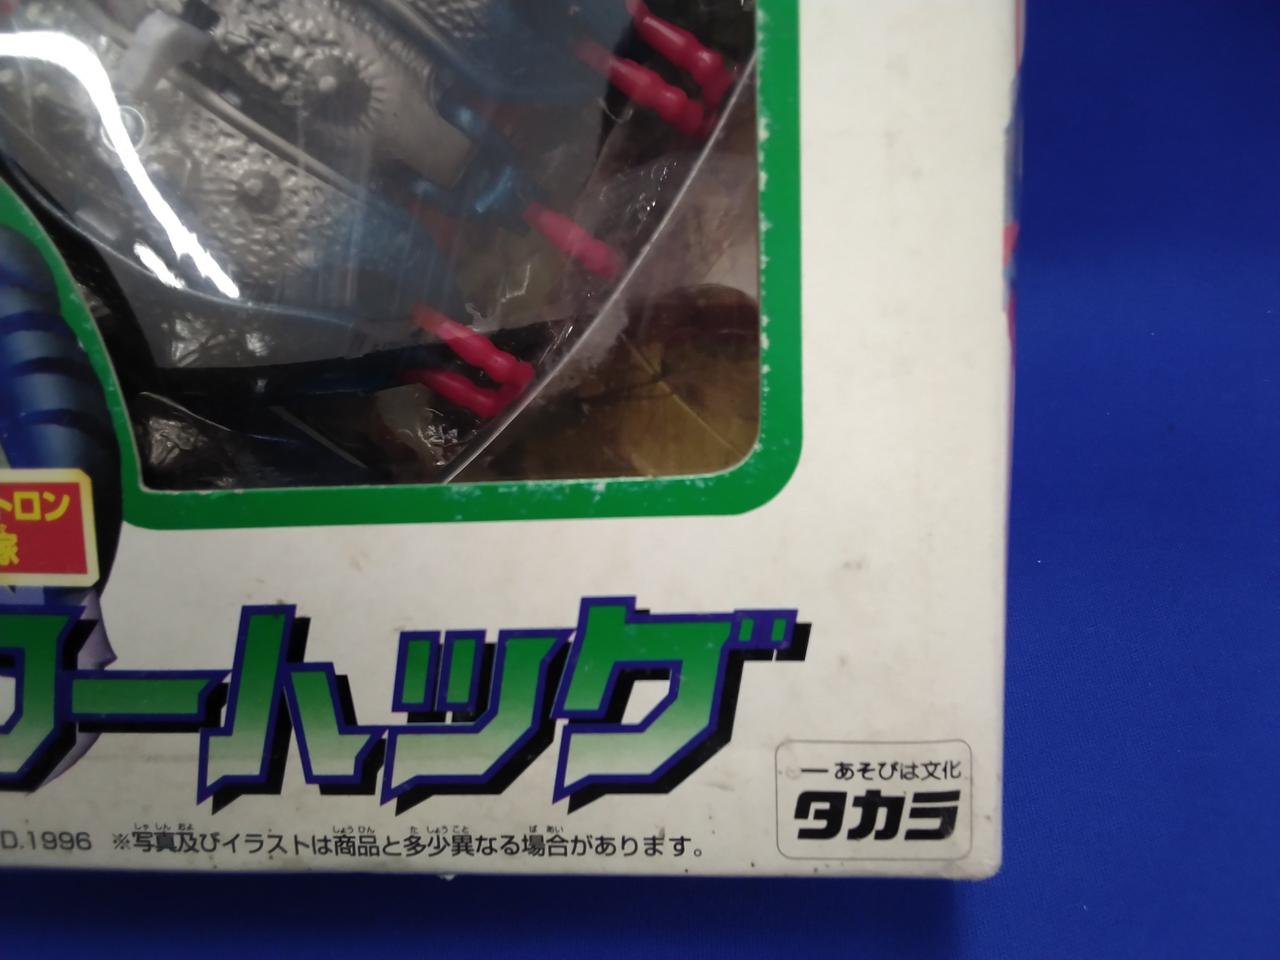 トロン
ーハッグ
一 あそびは文化
タカラ
D.1996 ※写真及びイラストは商品と多少異なる場合があります。